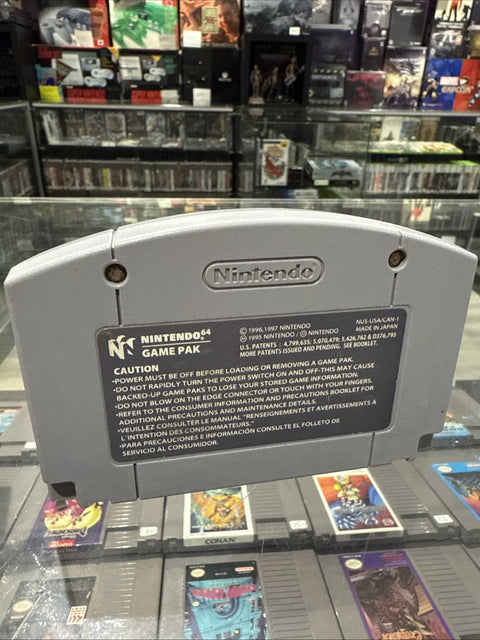 MARVEL
CAPCOM
Nintendo
NINTENDO64
GAME PAK
© 1996,1997 NINTENDO
Ⓜ 1995 NINTENDO / Ⓓ NINTENDO
NUS-USA/CAN-1
MADE IN JAPAN
U.S. PATENTS : 4,799,635; 5,070,479; 5,426,762 & D376,795
MORE PATENTS ISSUED AND PENDING. SEE BOOKLET.
CAUTION
•POWER MUST BE OFF BEFORE LOADING OR REMOVING A GAME PAK.
•DO NOT RAPIDLY TURN THE POWER SWITCH ON AND OFF-THIS MAY CAUSE
BACKED-UP GAME PAKS TO LOSE YOUR STORED GAME INFORMATION.
•DO NOT BLOW ON THE EDGE CONNECTOR OR TOUCH WITH YOUR FINGERS.
•REFER TO THE CONSUMER INFORMATION AND PRECAUTIONS BOOKLET FOR
ADDITIONAL PRECAUTIONS AND MAINTENANCE DETAILS.
•VEUILLEZ CONSULTER LE MANUAL "RENSEIGNEMENTS ET AVERTISSEMENTS À
L'INTENTION DES CONSOMMATEURS."
•PARA PRECAUCIONES E INFORMACIÓN CONSULTE EL FOLLETO DE
SERVICIO AL CONSUMIDOR.
CONAN